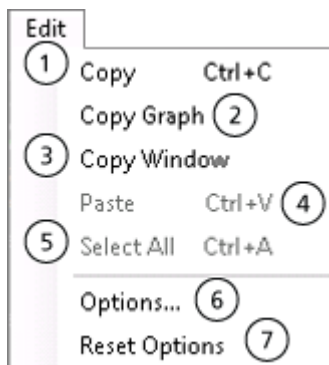 Edit
1 Copy Ctrl+C
Copy Graph 2
3 Copy Window
Paste Ctrl+V 4
5 Select All Ctrl+A
Options... 6
Reset Options 7